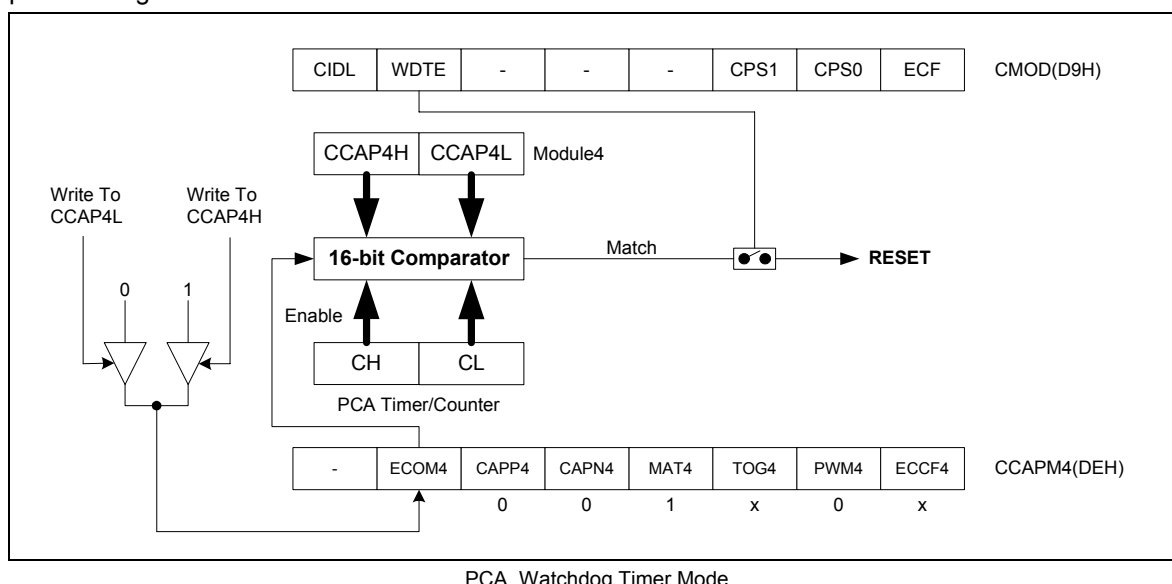 CIDL WDTE - - - CPS1 CPS0 ECF CMOD(D9H)
CCAP4H CCAP4L Module4
Write To
CCAP4L
Write To
CCAP4H
16-bit Comparator
Match
RESET
0 1
Enable
CH CL
PCA Timer/Counter
- ECOM4 CAPP4 CAPN4 MAT4 TOG4 PWM4 ECCF4 CCAPM4(DEH)
0 0 1 x 0 x
PCA Watchdog Timer Mode